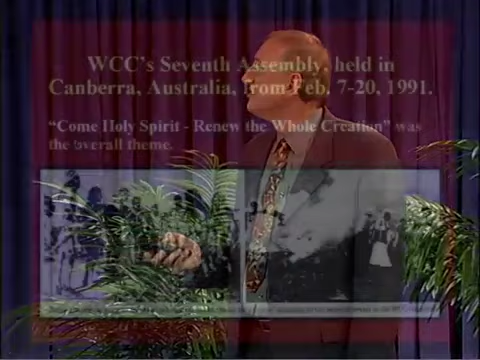 WCC's Seventh Assembly, held in
Canberra, Australia, from Feb. 7-20, 1991.
"Come Holy Spirit - Renew the Whole Creation" was
the overall theme.